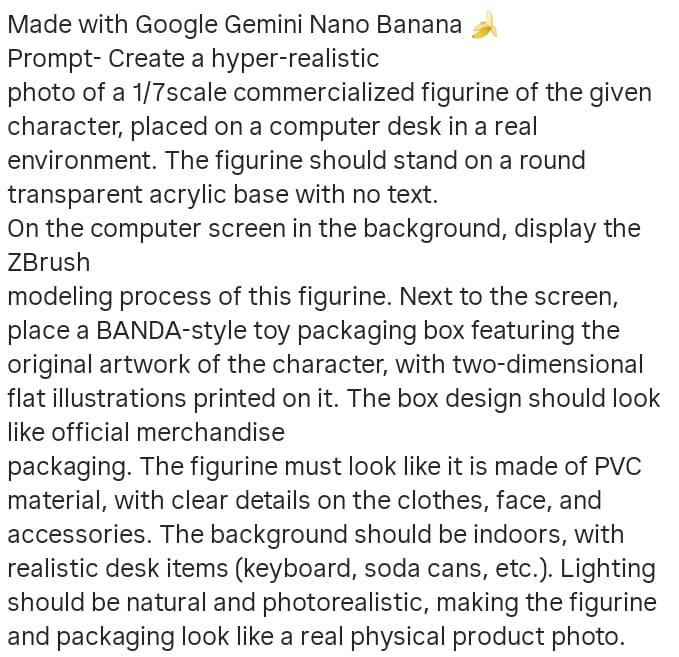 Made with Google Gemini Nano Banana 🍌
Prompt- Create a hyper-realistic
photo of a 1/7scale commercialized figurine of the given
character, placed on a computer desk in a real
environment. The figurine should stand on a round
transparent acrylic base with no text.
On the computer screen in the background, display the
ZBrush
modeling process of this figurine. Next to the screen,
place a BANDA-style toy packaging box featuring the
original artwork of the character, with two-dimensional
flat illustrations printed on it. The box design should look
like official merchandise
packaging. The figurine must look like it is made of PVC
material, with clear details on the clothes, face, and
accessories. The background should be indoors, with
realistic desk items (keyboard, soda cans, etc.). Lighting
should be natural and photorealistic, making the figurine
and packaging look like a real physical product photo.